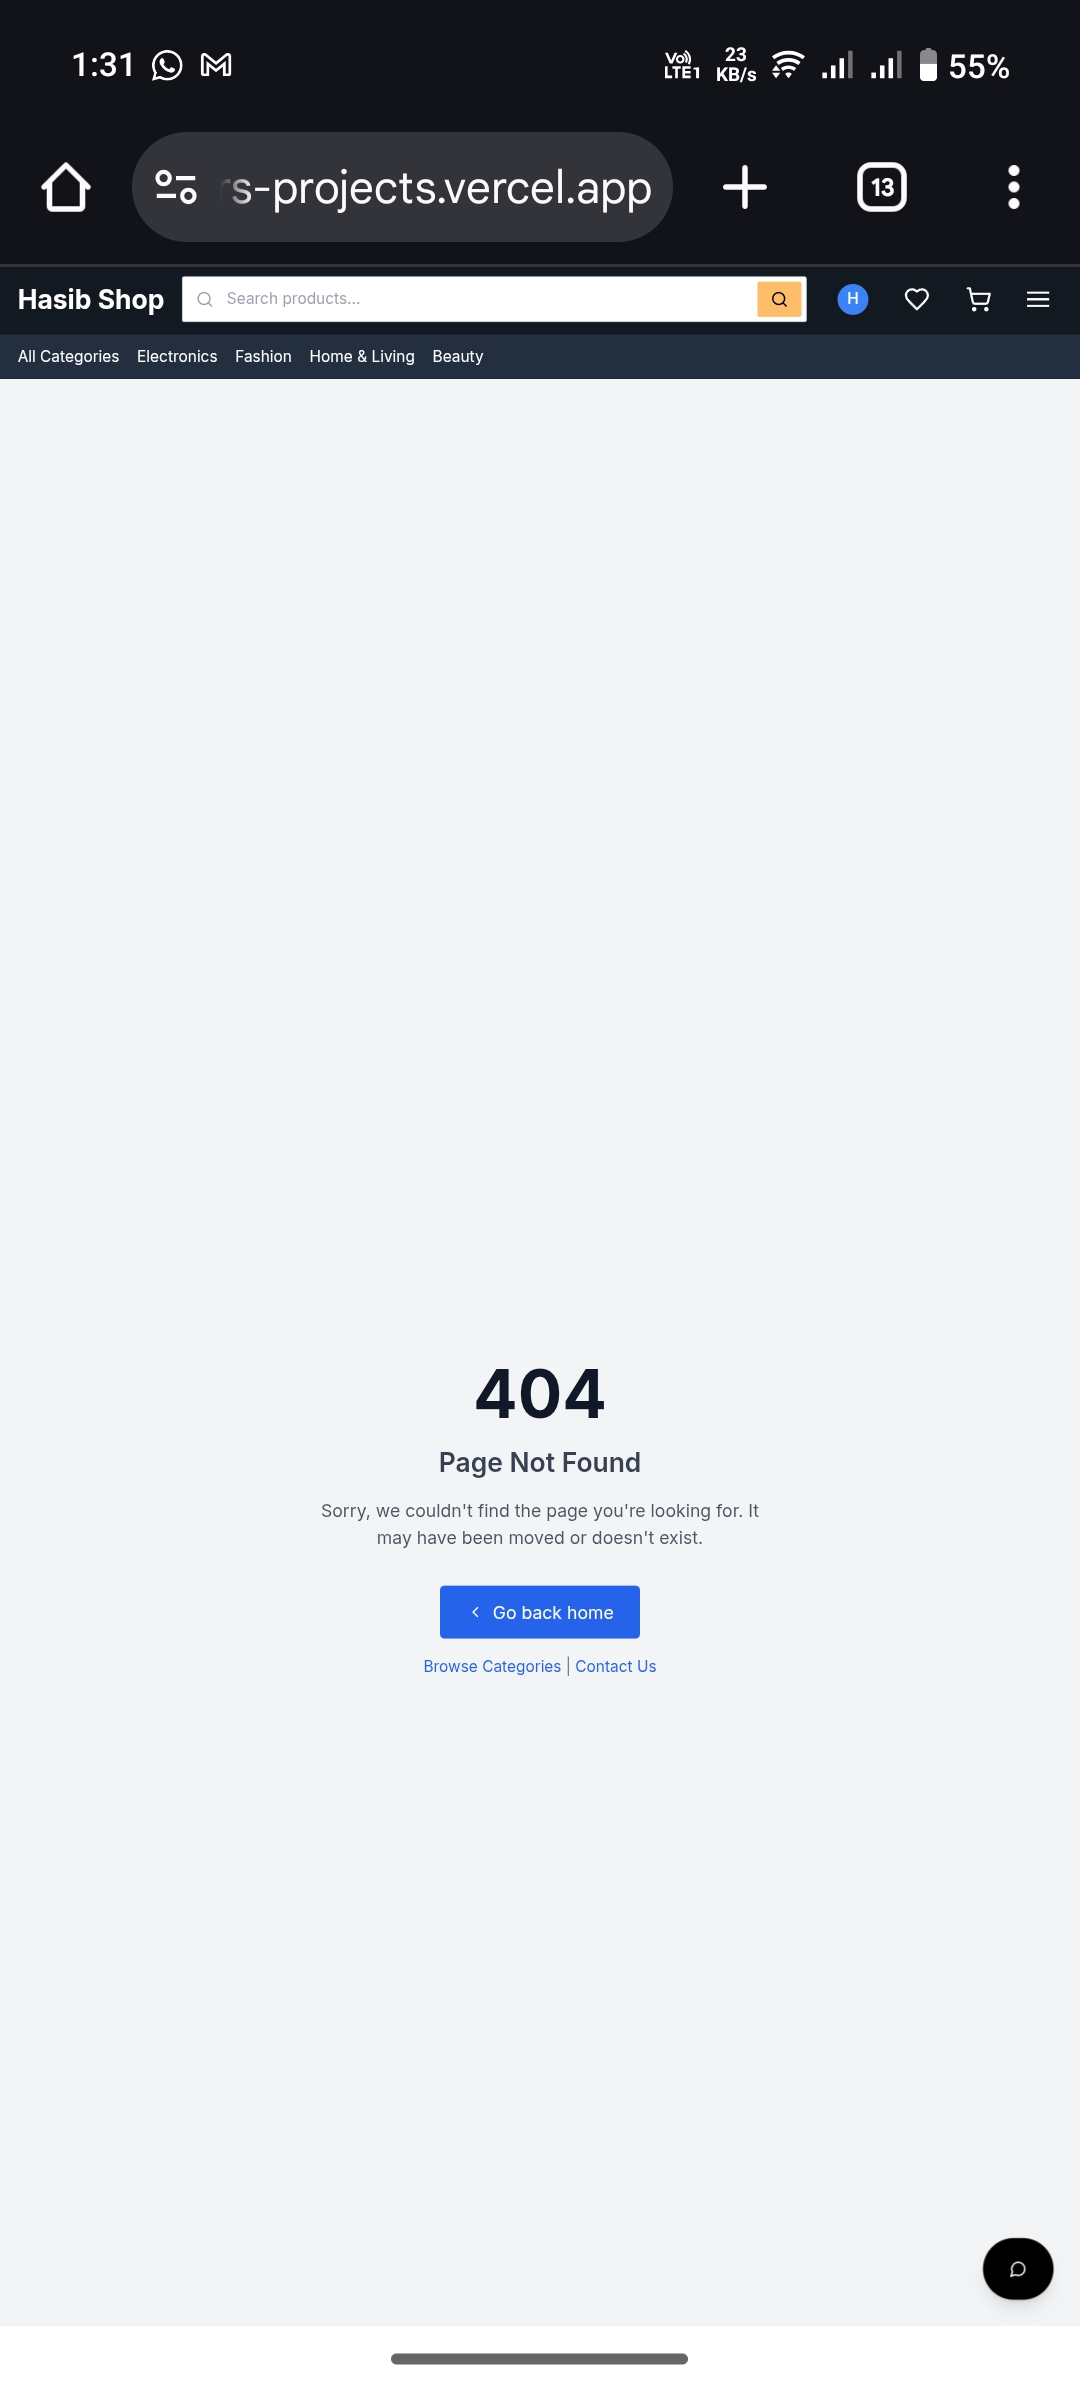 1:31
Vo)) LTE1
23 KB/s
55%
rs-projects.vercel.app
13
Hasib Shop
Search products...
H
All Categories Electronics Fashion Home & Living Beauty
404
Page Not Found
Sorry, we couldn't find the page you're looking for. It
may have been moved or doesn't exist.
Go back home
Browse Categories | Contact Us